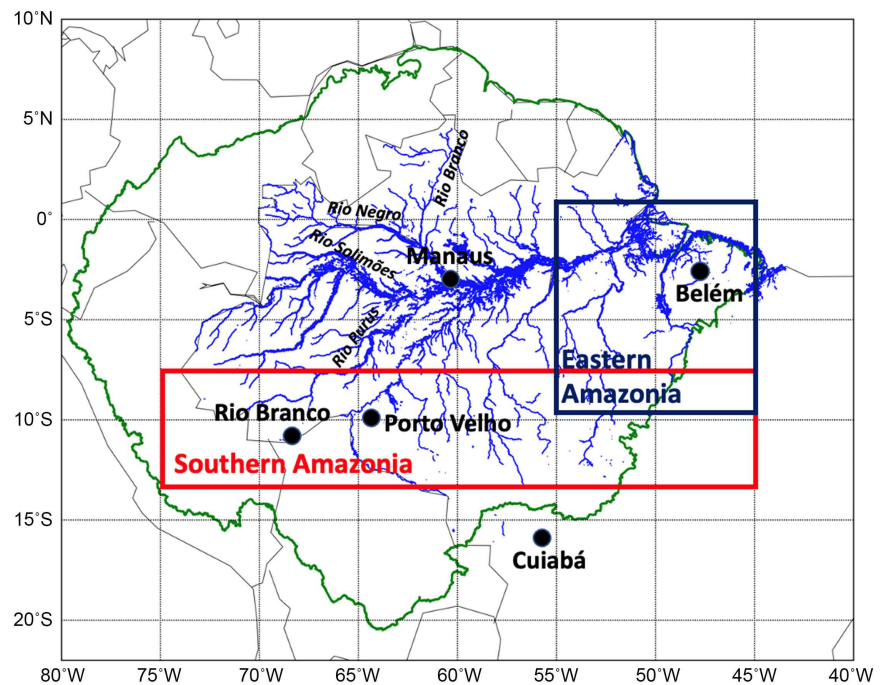 10°N
5°N
0°
5°S
10°S
15°S
20°S
Rio Branco
Rio Negro
Rio Solimões
Manaus
Belém
Rio Purus
Eastern
Amazonia
Rio Branco
Porto Velho
Southern Amazonia
Cuiabá
80°W 75°W 70°W 65°W 60°W 55°W 50°W 45°W 40°W